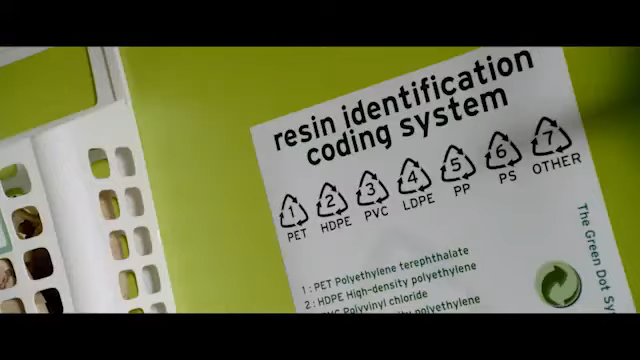 resin identification
coding system
1 2 3 4 5 6 7
PET HDPE PVC LDPE PP PS OTHER
1 : PET Polyethylene terephthalate
2 : HDPE High-density polyethylene
PVC Polyvinyl chloride
polyethylene
The Green Dot